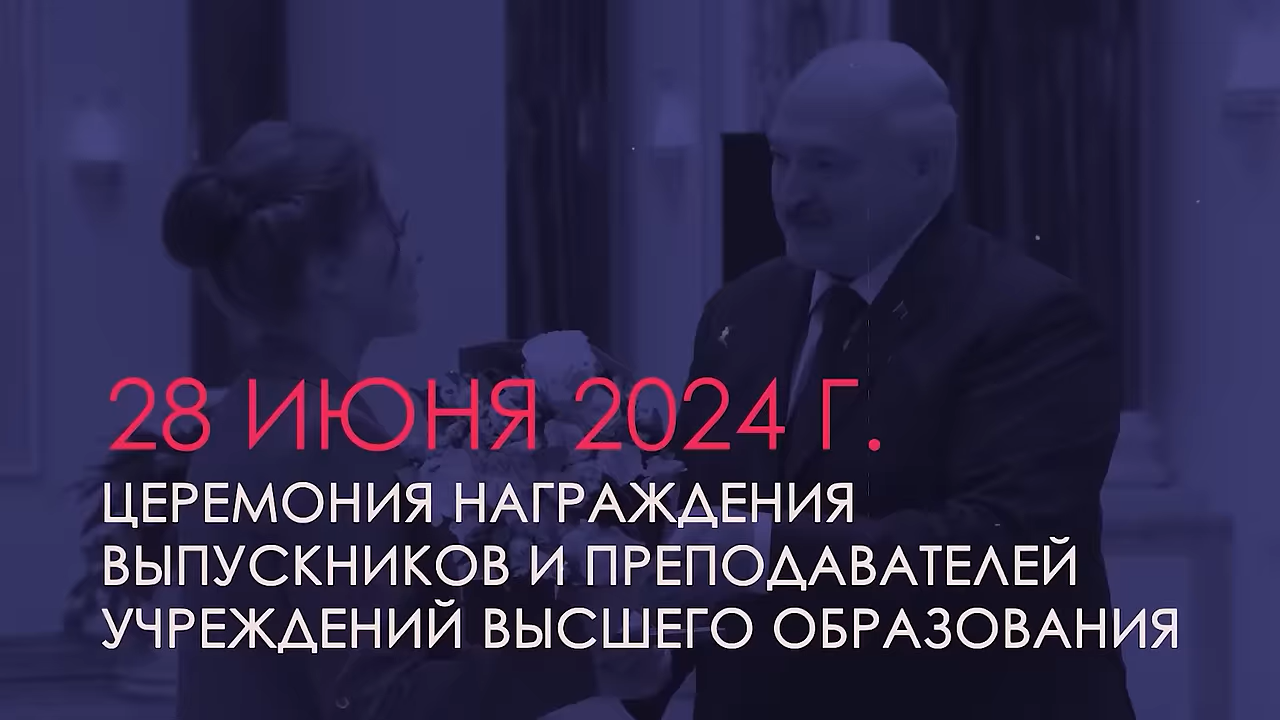 28 ИЮНЯ 2024 Г.
ЦЕРЕМОНИЯ НАГРАЖДЕНИЯ
ВЫПУСКНИКОВ И ПРЕПОДАВАТЕЛЕЙ
УЧРЕЖДЕНИЙ ВЫСШЕГО ОБРАЗОВАНИЯ